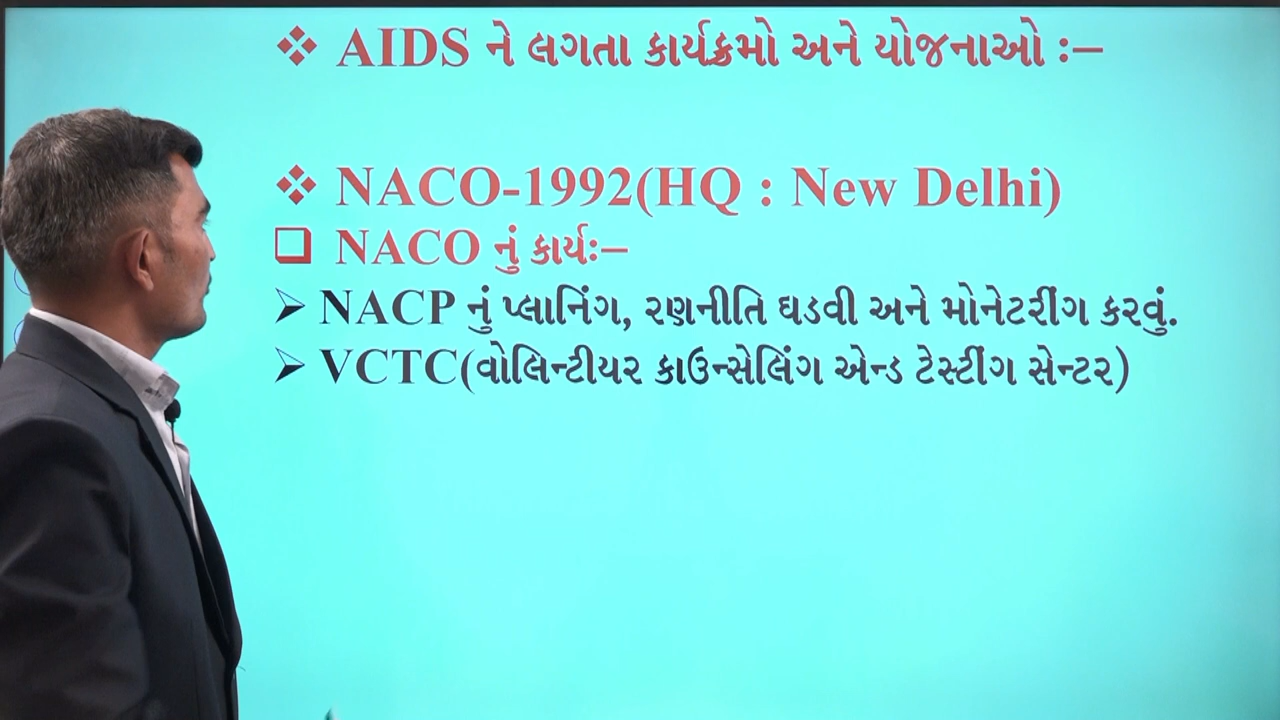 ❖ AIDS ને લગતા કાર્યક્રમો અને યોજનાઓ :–
❖ NACO-1992(HQ : New Delhi)
❑ NACO નું કાર્યઃ–
➢ NACP નું પ્લાનિંગ, રણનીતિ ઘડવી અને મોનેટરીંગ કરવું.
➢ VCTC(વોલિન્ટીયર કાઉન્સેલિંગ એન્ડ ટેસ્ટીંગ સેન્ટર)